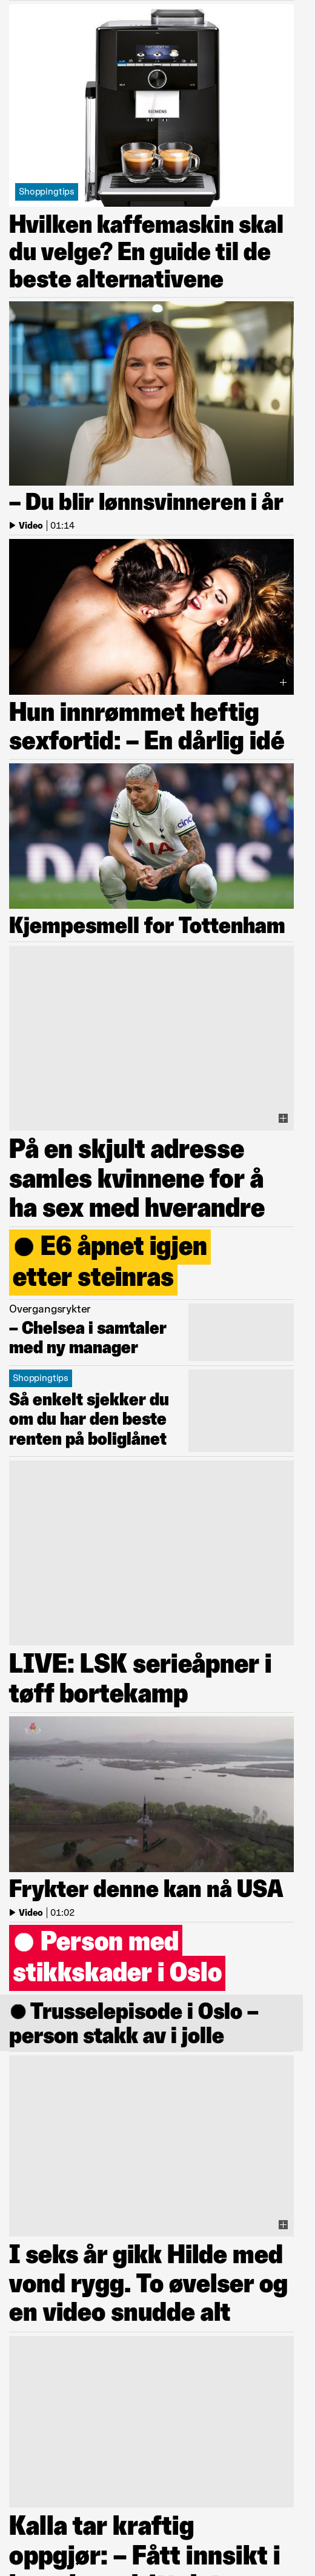 SIEMENS
Shoppingtips
Hvilken kaffemaskin skal
du velge? En guide til de
beste alternativene
– Du blir lønnsvinneren i år
Video | 01:14
Hun innrømmet heftig
sexfortid: – En dårlig idé
cinch
AIA
Kjempesmell for Tottenham
På en skjult adresse
samles kvinnene for å
ha sex med hverandre
E6 åpnet igjen
etter steinras
Overgangsrykter
– Chelsea i samtaler
med ny manager
Shoppingtips
Så enkelt sjekker du
om du har den beste
renten på boliglånet
LIVE: LSK serieåpner i
tøff bortekamp
Frykter denne kan nå USA
Video | 01:02
Person med
stikkskader i Oslo
Trusselepisode i Oslo –
person stakk av i jolle
I seks år gikk Hilde med
vond rygg. To øvelser og
en video snudde alt
Kalla tar kraftig
oppgjør: – Fått innsikt i